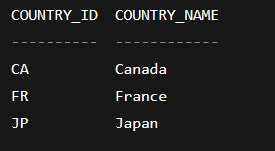 COUNTRY_ID  COUNTRY_NAME
----------  ------------
CA          Canada
FR          France
JP          Japan